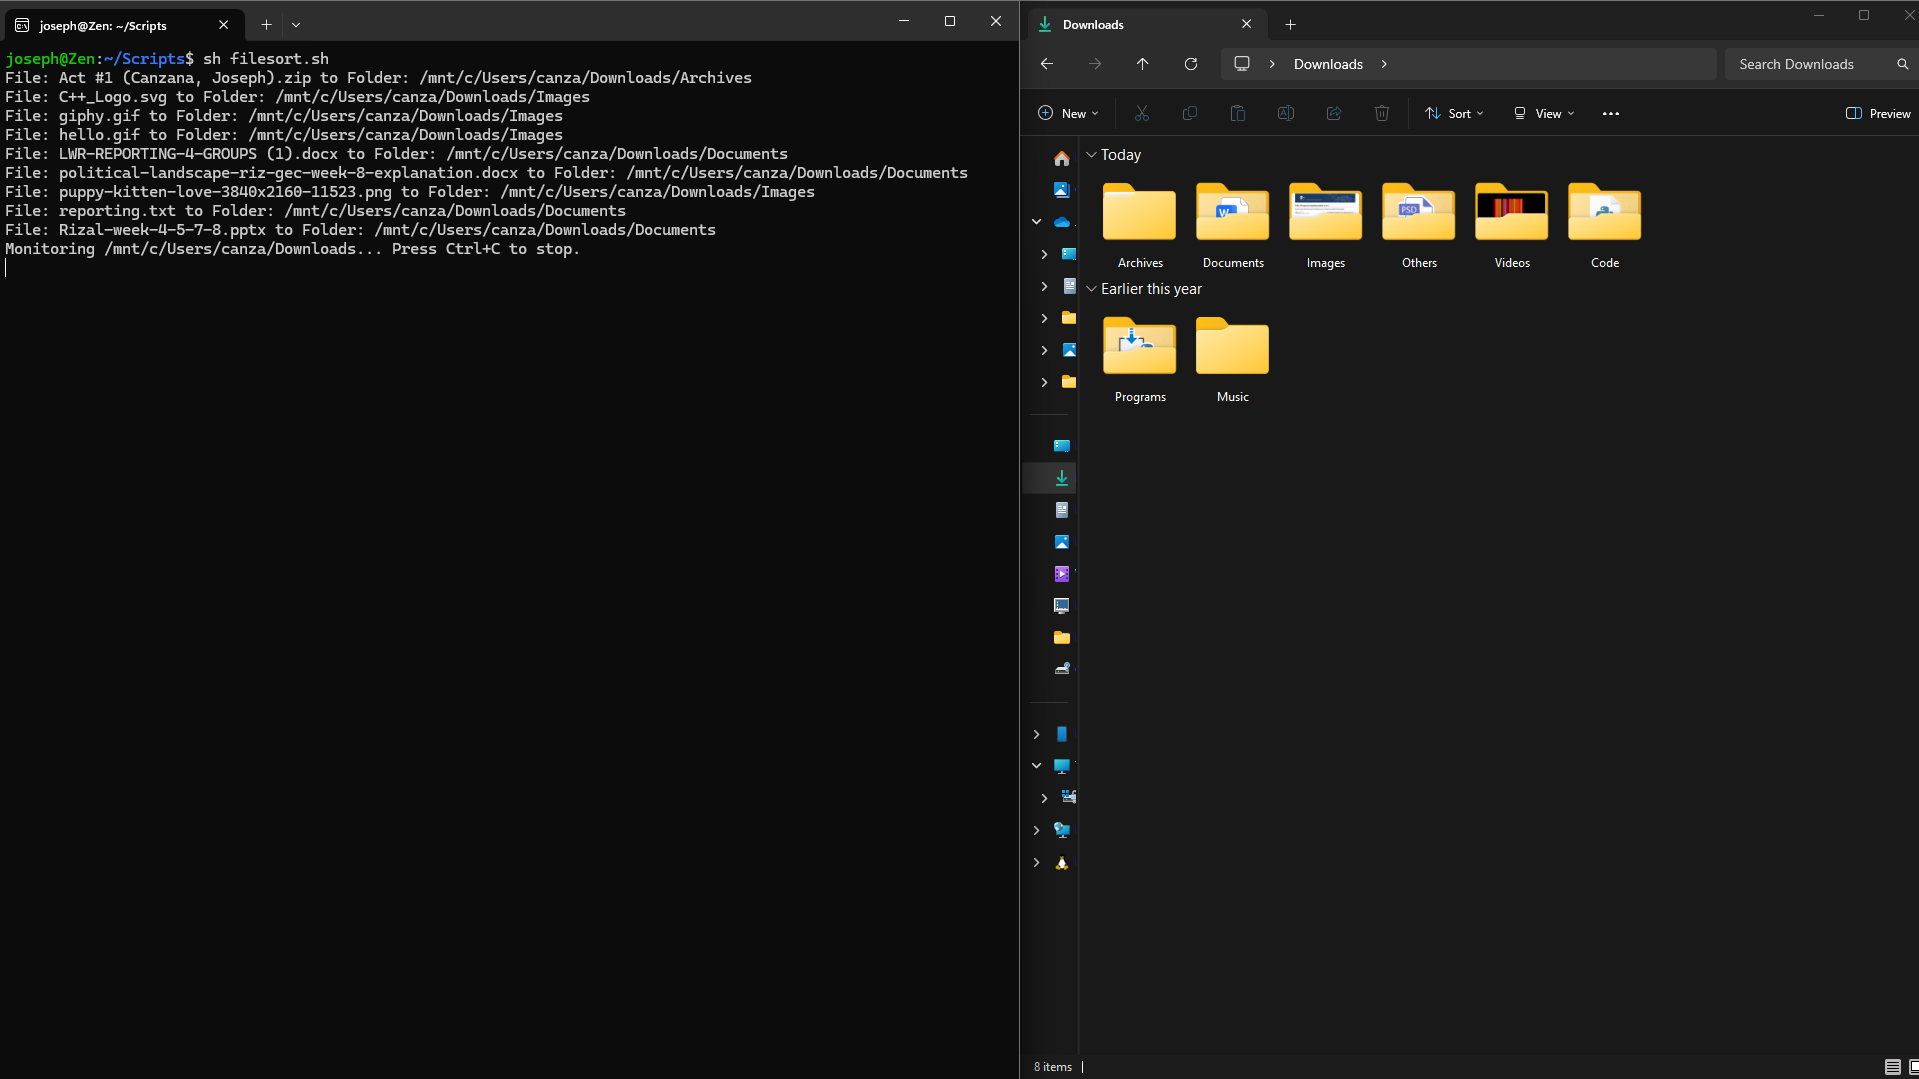 joseph@Zen: ~/Scripts
joseph@Zen:~/Scripts$ sh filesort.sh
File: Act #1 (Canzana, Joseph).zip to Folder: /mnt/c/Users/canza/Downloads/Archives
File: C++_Logo.svg to Folder: /mnt/c/Users/canza/Downloads/Images
File: giphy.gif to Folder: /mnt/c/Users/canza/Downloads/Images
File: hello.gif to Folder: /mnt/c/Users/canza/Downloads/Images
File: LWR-REPORTING-4-GROUPS (1).docx to Folder: /mnt/c/Users/canza/Downloads/Documents
File: political-landscape-riz-gec-week-8-explanation.docx to Folder: /mnt/c/Users/canza/Downloads/Documents
File: puppy-kitten-love-3840x2160-11523.png to Folder: /mnt/c/Users/canza/Downloads/Images
File: reporting.txt to Folder: /mnt/c/Users/canza/Downloads/Documents
File: Rizal-week-4-5-7-8.pptx to Folder: /mnt/c/Users/canza/Downloads/Documents
Monitoring /mnt/c/Users/canza/Downloads... Press Ctrl+C to stop.
Downloads
Downloads
Search Downloads
New
Sort
View
Preview
Today
PSD
Archives
Documents
Images
Others
Videos
Code
Earlier this year
Programs
Music
8 items